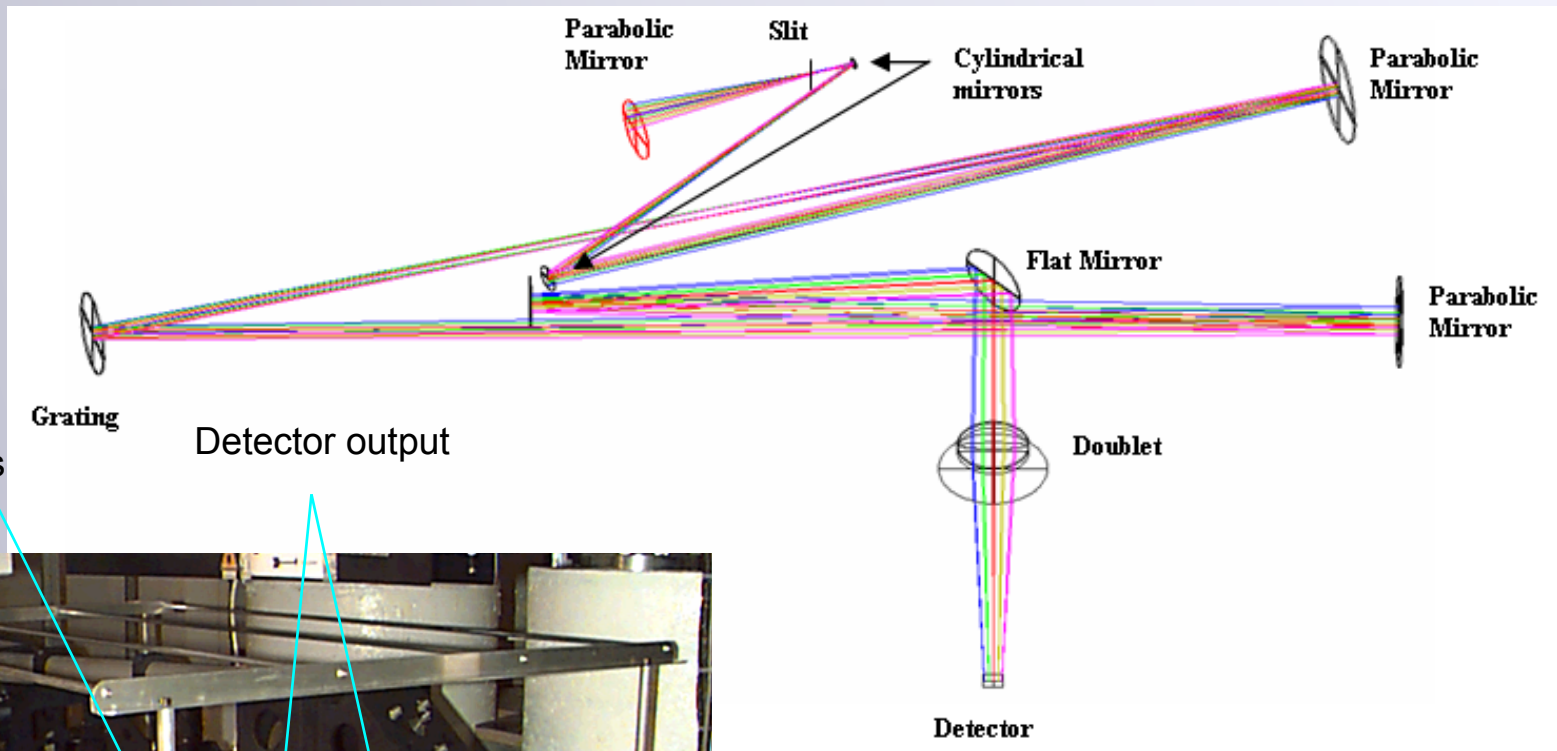 Parabolic
Mirror
Slit
Cylindrical
mirrors
Parabolic
Mirror
Flat Mirror
Parabolic
Mirror
Grating
Detector output
Doublet
Detector